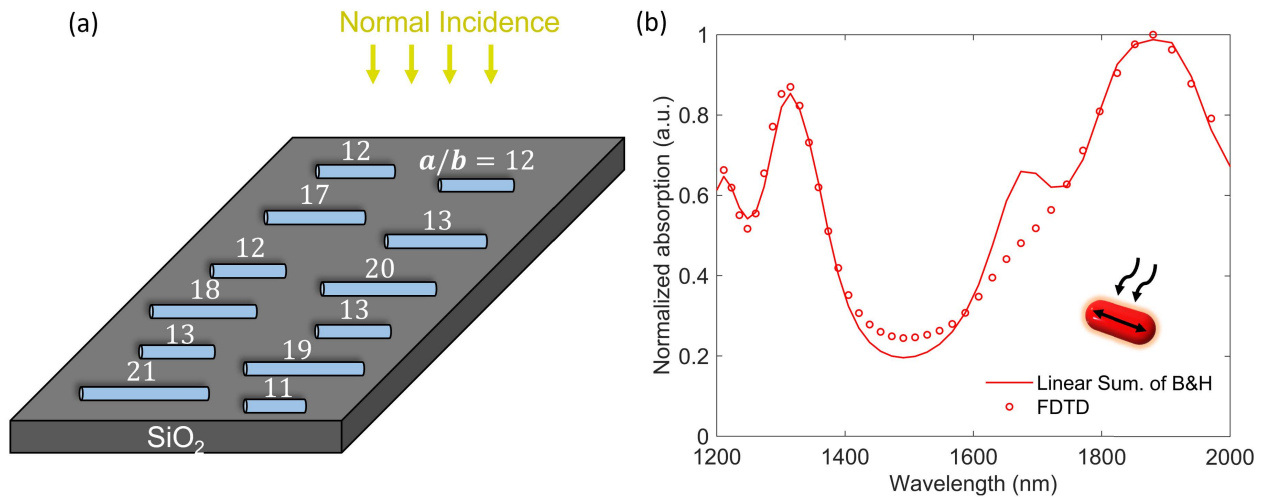 (a)
Normal Incidence
12
a/b = 12
17
13
12
20
18
13
13
19
21
11
SiO₂
(b)
Normalized absorption (a.u.)
1
0.8
0.6
0.4
0.2
0
1200 1400 1600 1800 2000
Wavelength (nm)
Linear Sum. of B&H
FDTD